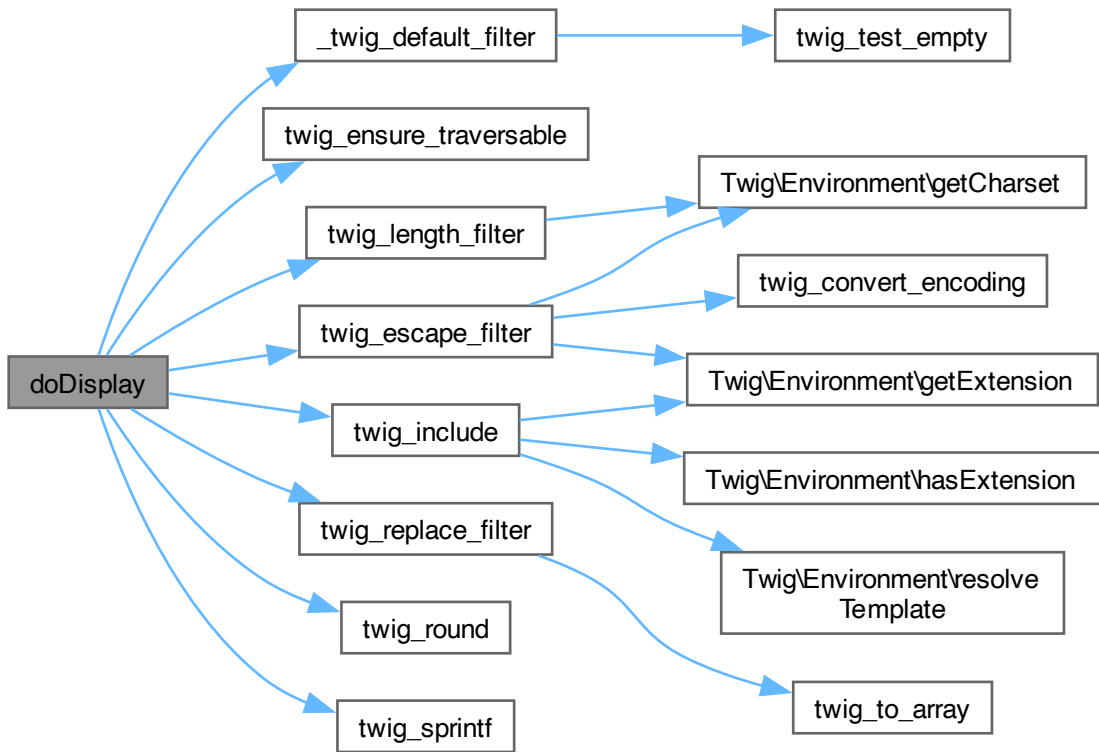 doDisplay
_twig_default_filter
twig_test_empty
twig_ensure_traversable
twig_length_filter
Twig\Environment\getCharset
twig_escape_filter
twig_convert_encoding
Twig\Environment\getExtension
twig_include
Twig\Environment\hasExtension
twig_replace_filter
Twig\Environment\resolve
Template
twig_round
twig_to_array
twig_sprintf